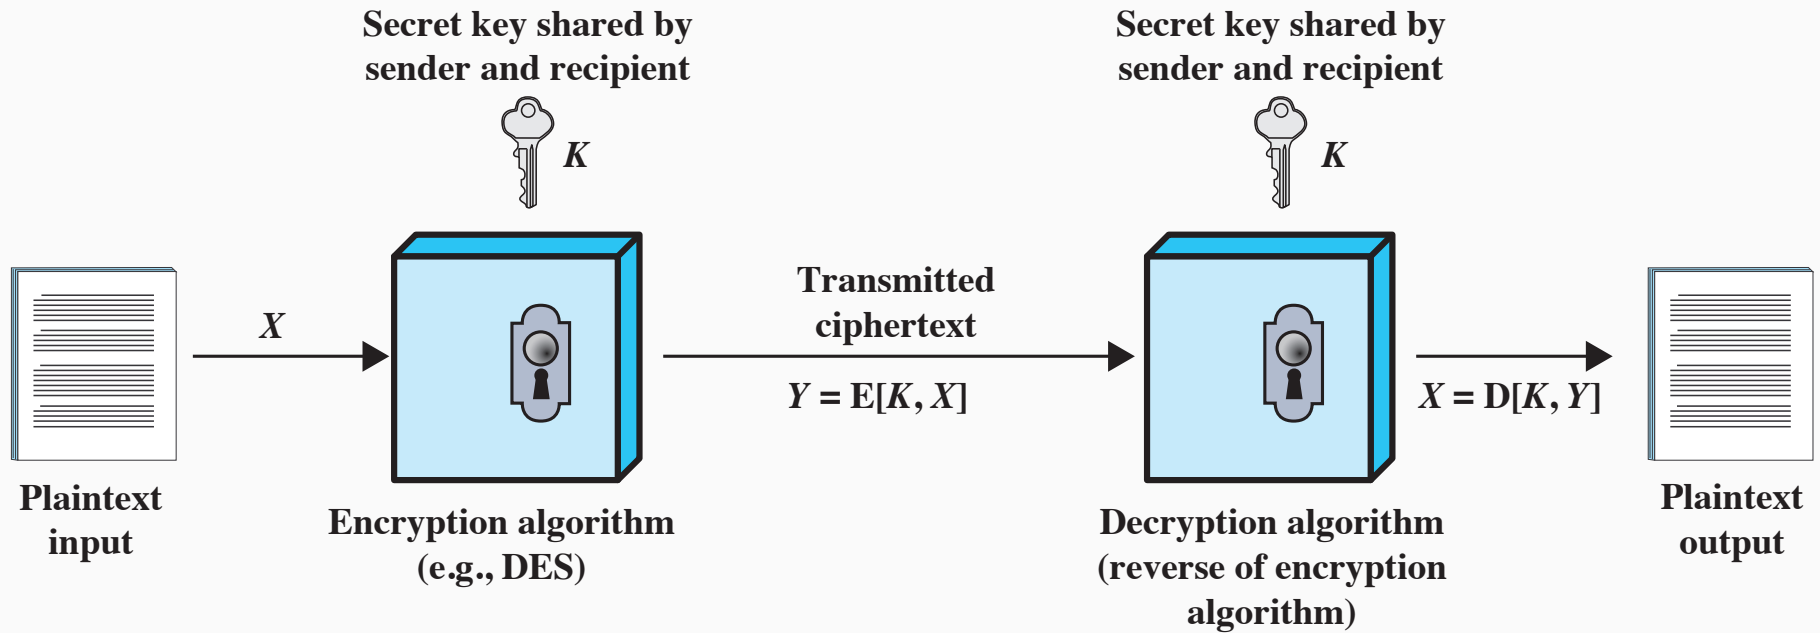 Secret key shared by
sender and recipient
K
Secret key shared by
sender and recipient
K
Plaintext
input
X
Encryption algorithm
(e.g., DES)
Transmitted
ciphertext
Y = E[K, X]
Decryption algorithm
(reverse of encryption
algorithm)
X = D[K, Y]
Plaintext
output